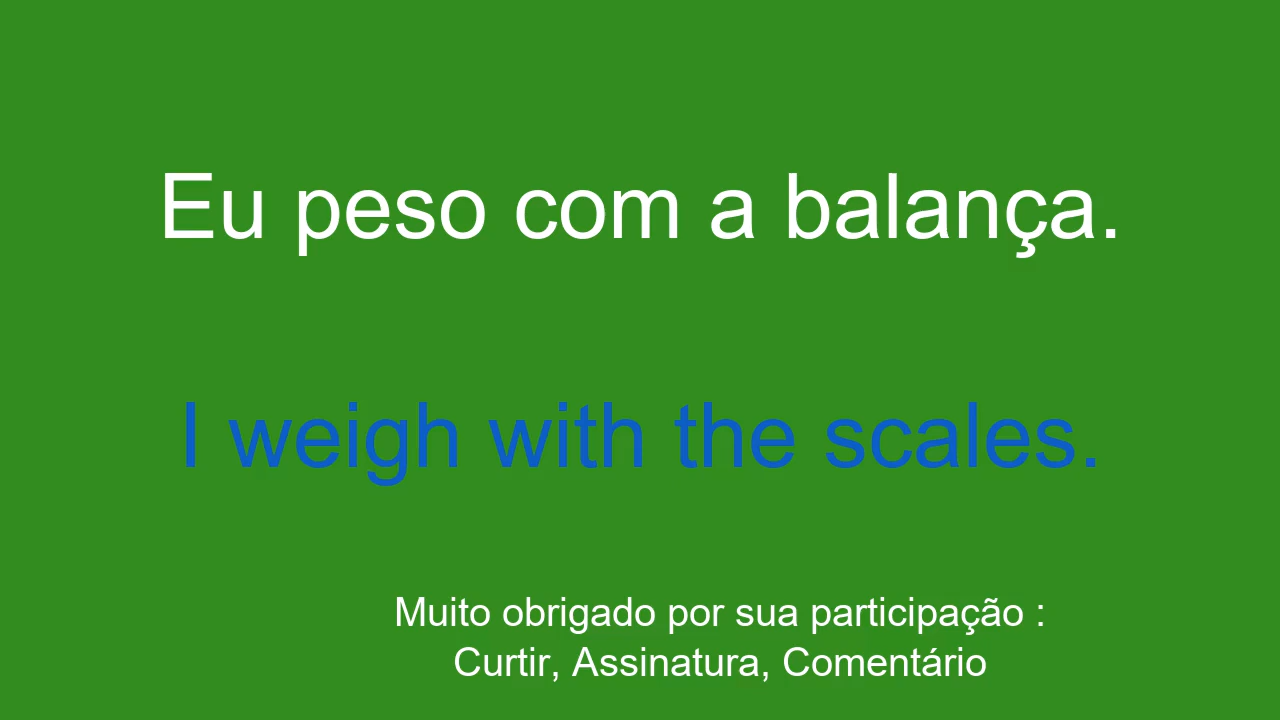 Eu peso com a balança.
I weigh with the scales.
Muito obrigado por sua participação :
Curtir, Assinatura, Comentário